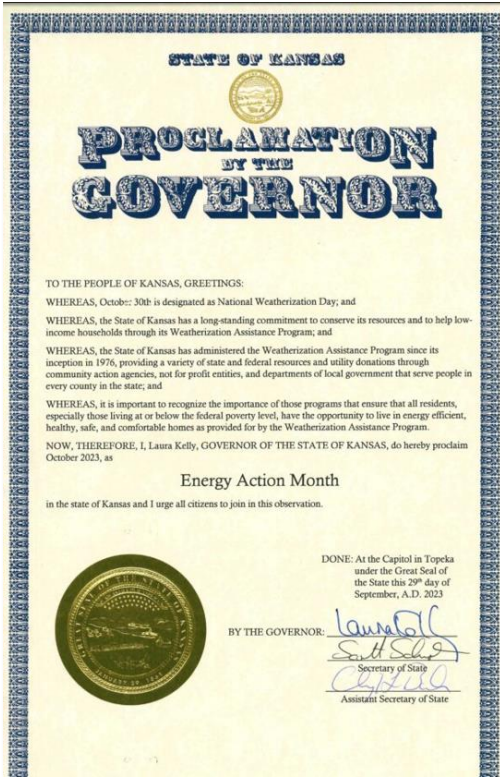 STATE OF KANSAS
PROCLAMATION
BY THE
GOVERNOR
TO THE PEOPLE OF KANSAS, GREETINGS:
WHEREAS, October 30th is designated as National Weatherization Day; and
WHEREAS, the State of Kansas has a long-standing commitment to conserve its resources and to help low-
income households through its Weatherization Assistance Program; and
WHEREAS, the State of Kansas has administered the Weatherization Assistance Program since its
inception in 1976, providing a variety of state and federal resources and utility donations through
community action agencies, not for profit entities, and departments of local government that serve people in
every county in the state; and
WHEREAS, it is important to recognize the importance of those programs that ensure that all residents,
especially those living at or below the federal poverty level, have the opportunity to live in energy efficient,
healthy, safe, and comfortable homes as provided for by the Weatherization Assistance Program.
NOW, THEREFORE, I, Laura Kelly, GOVERNOR OF THE STATE OF KANSAS, do hereby proclaim
October 2023, as
Energy Action Month
in the state of Kansas and I urge all citizens to join in this observation.
DONE: At the Capitol in Topeka
under the Great Seal of
the State this 29th day of
September, A.D. 2023
BY THE GOVERNOR:
Secretary of State
Assistant Secretary of State
GREAT SEAL OF THE STATE OF KANSAS
JANUARY 29, 1861